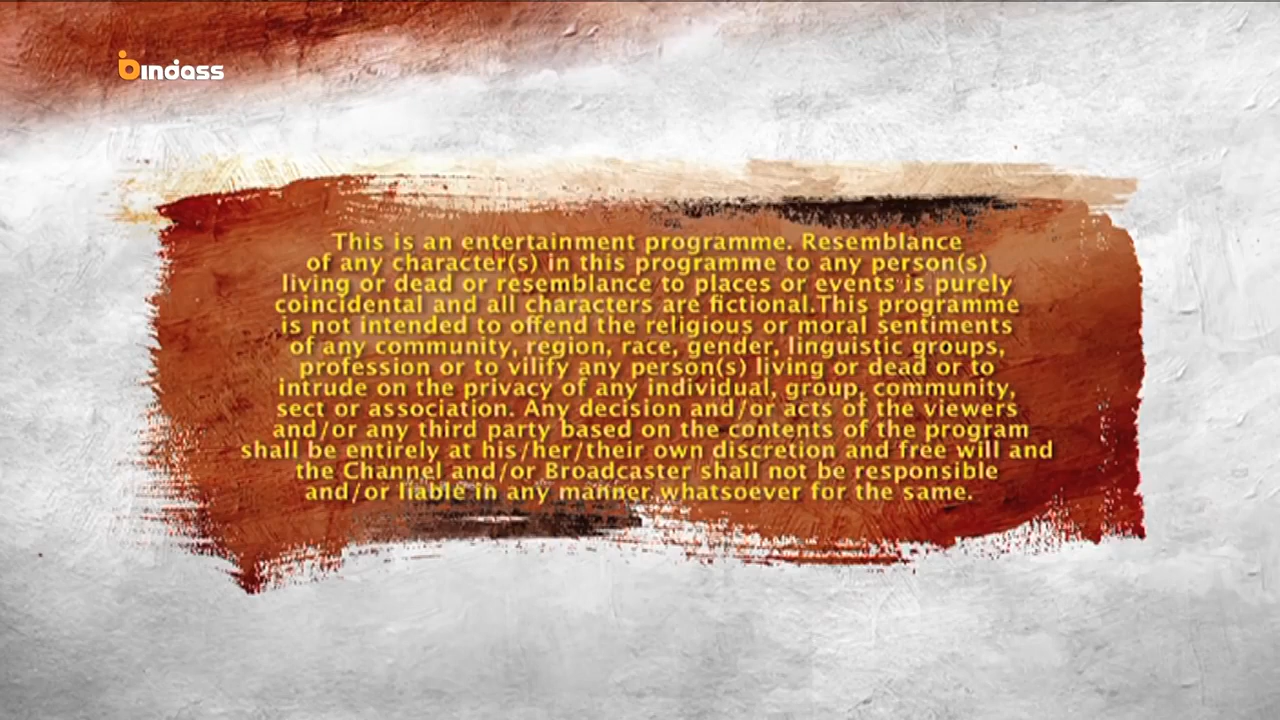 bindass
This is an entertainment programme. Resemblance
of any character(s) in this programme to any person(s)
living or dead or resemblance to places or events is purely
coincidental and all characters are fictional.This programme
is not intended to offend the religious or moral sentiments
of any community, region, race, gender, linguistic groups,
profession or to vilify any person(s) living or dead or to
intrude on the privacy of any individual, group, community,
sect or association. Any decision and/or acts of the viewers
and/or any third party based on the contents of the program
shall be entirely at his/her/their own discretion and free will and
the Channel and/or Broadcaster shall not be responsible
and/or liable in any manner whatsoever for the same.